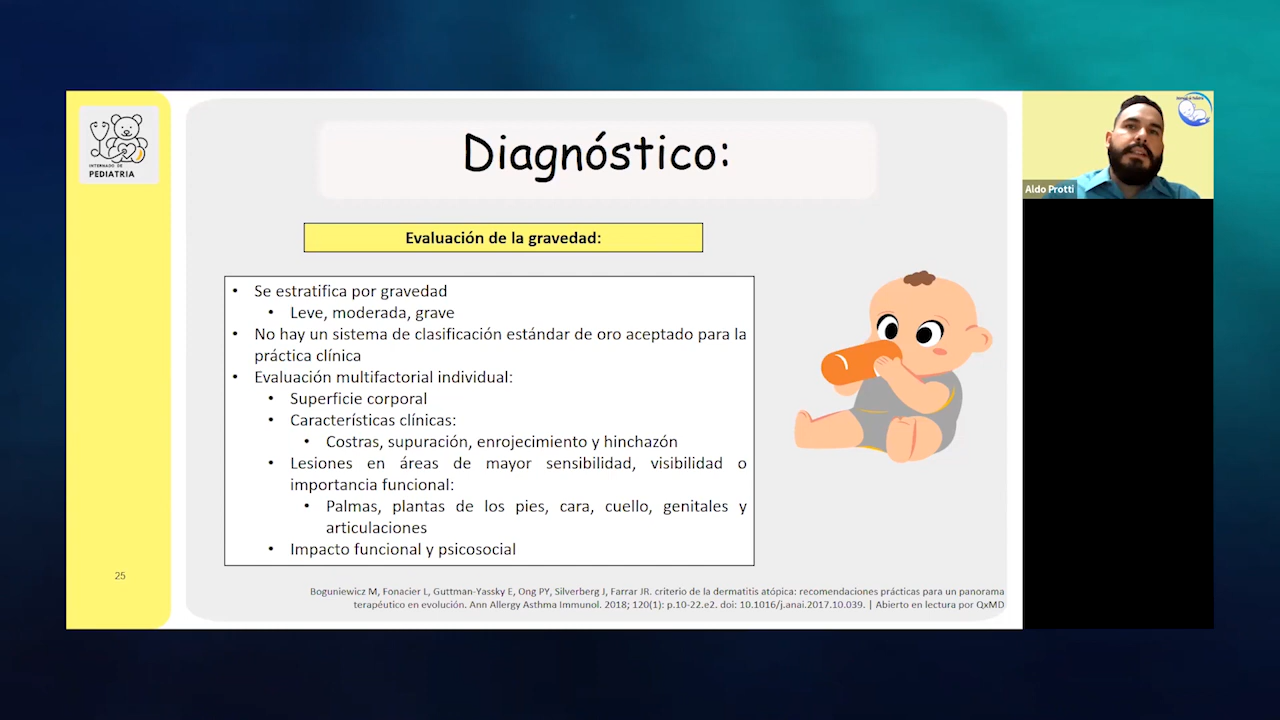 INTERNADO DE
PEDIATRIA
Diagnóstico:
Evaluación de la gravedad:
• Se estratifica por gravedad
• Leve, moderada, grave
• No hay un sistema de clasificación estándar de oro aceptado para la
práctica clínica
• Evaluación multifactorial individual:
• Superficie corporal
• Características clínicas:
• Costras, supuración, enrojecimiento y hinchazón
• Lesiones en áreas de mayor sensibilidad, visibilidad o
importancia funcional:
• Palmas, plantas de los pies, cara, cuello, genitales y
articulaciones
• Impacto funcional y psicosocial
25
Boguniewicz M, Fonacier L, Guttman-Yassky E, Ong PY, Silverberg J, Farrar JR. criterio de la dermatitis atópica: recomendaciones prácticas para un panorama
terapéutico en evolución. Ann Allergy Asthma Immunol. 2018; 120(1): p.10-22.e2. doi: 10.1016/j.anai.2017.10.039. | Abierto en lectura por QxMD
Aldo Protti